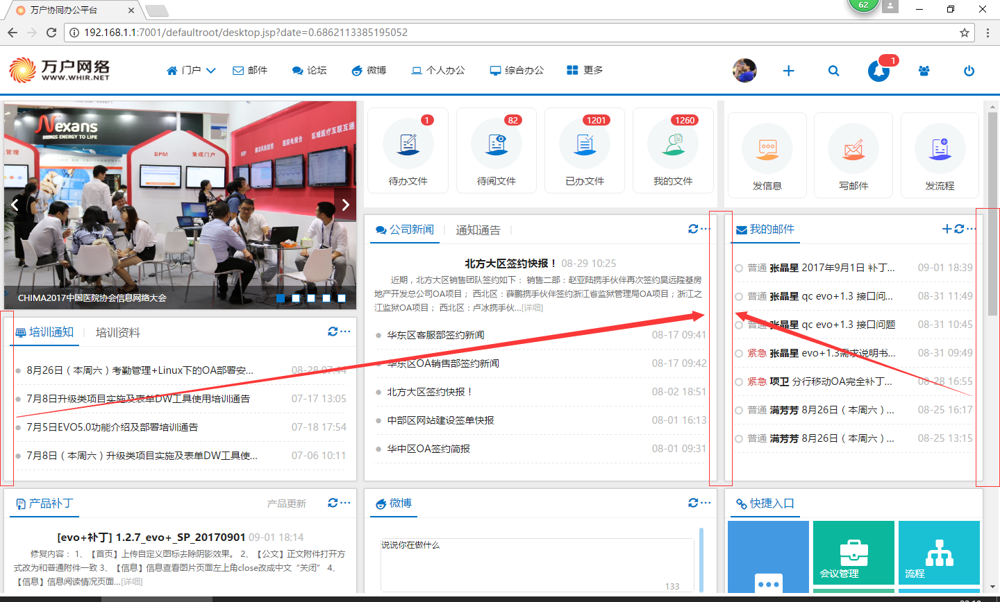 万户协同办公平台
62
192.168.1.1:7001/defaultroot/desktop.jsp?date=0.6862113385195052
万户网络
WWW.WHIR.NET
门户 邮件 论坛 微博 个人办公 综合办公 更多
1
Nexans
BRINGS ENERGY TO LIFE
BPM
集成门户
医院电摇会
区域医疗互联互通
CHIMA2017中国医院协会信息网络大会
1 82 1201 1260
待办文件 待阅文件 已办文件 我的文件
发信息 写邮件 发流程
培训通知 培训资料
8月26日（本周六）考勤管理+Linux下的OA部署安... 08-28 07:44
7月8日升级类项目实施及表单DW工具使用培训通告 07-17 13:05
7月5日EVO5.0功能介绍及部署培训通告 07-18 17:54
7月8日（本周六）升级类项目实施及表单DW工具使... 07-06 10:11
公司新闻 通知通告
北方大区签约快报！ 08-29 10:25
近期，北方大区销售团队签约如下： 销售二部：赵亚陆携手伙伴再次签约昊远隆基房
地产开发总公司OA项目； 西北区：薛鹏携手伙伴签约浙江省监狱管理局OA项目；浙江之
江监狱OA项目； 西北区：卢冰携手伙...[详细]
华东区客服部签约新闻 08-17 09:41
华东区OA销售部签约新闻 08-17 09:42
北方大区签约快报！ 08-02 18:51
中部区网站建设签单快报 08-01 16:13
华中区OA签约简报 08-01 09:31
我的邮件
普通 张晶星 2017年9月1日 补丁... 09-01 18:39
普通 张晶星 qc evo+1.3 接口问... 08-31 11:49
普通 张晶星 qc evo+1.3 接口问题 08-31 10:45
紧急 张晶星 evo+1.3需求说明书... 08-31 09:49
紧急 项卫 分行移动OA完全补丁... 08-28 16:55
普通 满芳芳 8月26日（本周六）... 08-25 16:17
普通 满芳芳 8月26日（本周六）... 08-25 13:15
产品补丁 产品更新
[evo+补丁] 1.2.7_evo+_SP_20170901 09-01 18:14
修复内容： 1、【首页】上传自定义图标去除阴影效果。 2、【公文】正文附件打开方
式改为和普通附件一致 3、【信息】信息查看图片页面左上角close改成中文“关闭” 4、
【信息】信息阅读情况页面...[详细]
微博
说说你在做什么
133
快捷入口
会议管理 流程